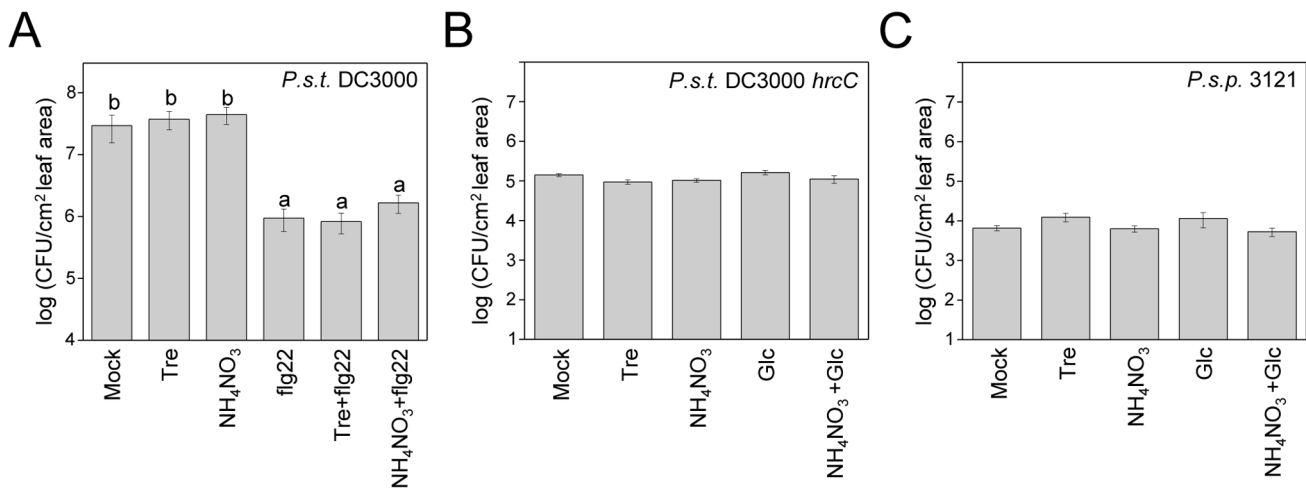 A
P.s.t. DC3000
log (CFU/cm² leaf area)
8
7
6
5
4
b
b
b
a
a
a
Mock
Tre
NH₄NO₃
flg22
Tre+flg22
NH₄NO₃+flg22
B
P.s.t. DC3000 hrcC
log (CFU/cm² leaf area)
7
6
5
4
3
2
1
Mock
Tre
NH₄NO₃
Glc
NH₄NO₃ +Glc
C
P.s.p. 3121
log (CFU/cm² leaf area)
7
6
5
4
3
2
1
Mock
Tre
NH₄NO₃
Glc
NH₄NO₃ +Glc